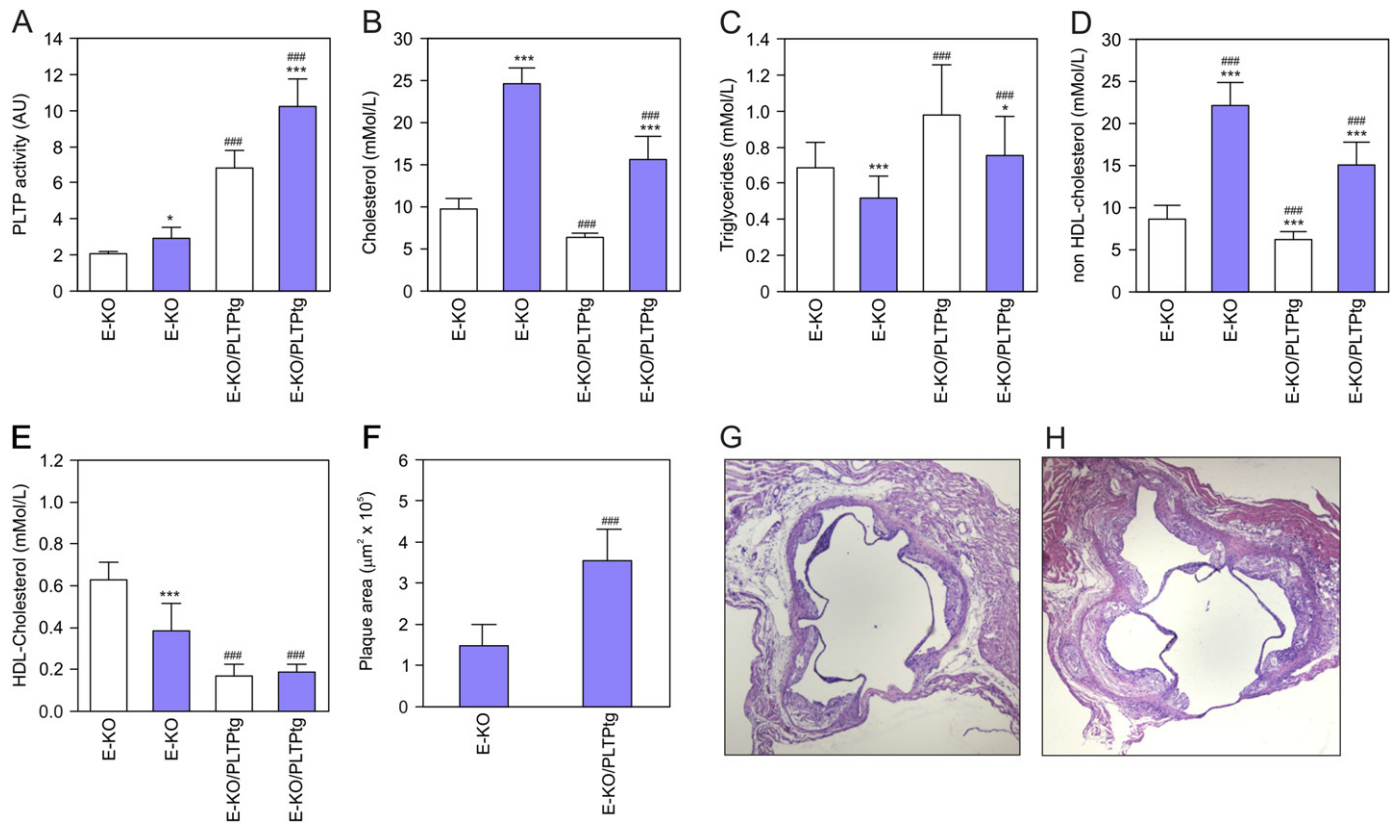 A
PLTP activity (AU)
14
12
10
8
6
4
2
0
*
###
###
***
E-KO
E-KO
E-KO/PLTPtg
E-KO/PLTPtg
B
Cholesterol (mMol/L)
30
25
20
15
10
5
0
***
###
###
***
E-KO
E-KO
E-KO/PLTPtg
E-KO/PLTPtg
C
Triglycerides (mMol/L)
1.4
1.2
1.0
0.8
0.6
0.4
0.2
0
***
###
###
*
E-KO
E-KO
E-KO/PLTPtg
E-KO/PLTPtg
D
non HDL-cholesterol (mMol/L)
30
25
20
15
10
5
0
###
***
###
***
###
***
E-KO
E-KO
E-KO/PLTPtg
E-KO/PLTPtg
E
HDL-Cholesterol (mMol/L)
1.2
1.0
0.8
0.6
0.4
0.2
0.0
***
###
###
E-KO
E-KO
E-KO/PLTPtg
E-KO/PLTPtg
F
Plaque area (µm² x 10⁵)
6
5
4
3
2
1
0
###
E-KO
E-KO/PLTPtg
G
H